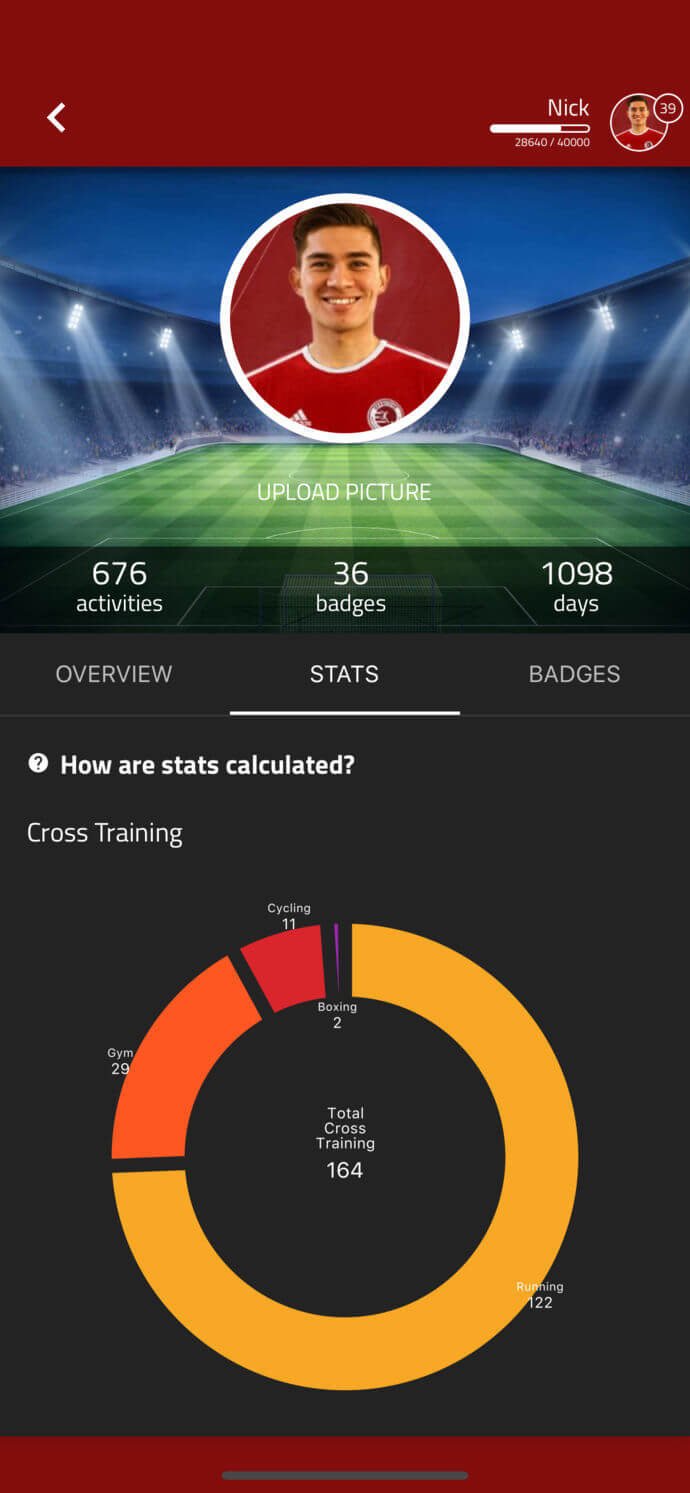 Nick
39
28640 / 40000
UPLOAD PICTURE
676
activities
36
badges
1098
days
OVERVIEW
STATS
BADGES
? How are stats calculated?
Cross Training
Cycling
11
Boxing
2
Gym
29
Total
Cross
Training
164
Running
122